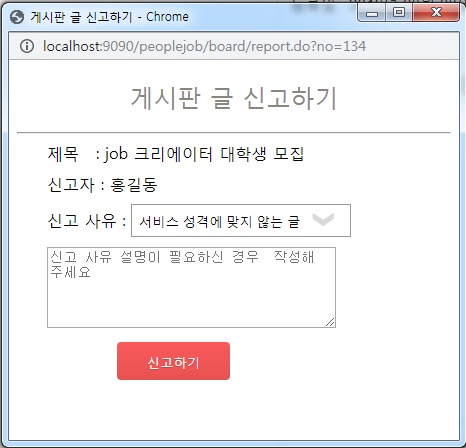 게시판 글 신고하기 - Chrome
localhost:9090/peoplejob/board/report.do?no=134
게시판 글 신고하기
제목 : job 크리에이터 대학생 모집
신고자 : 홍길동
신고 사유 : 서비스 성격에 맞지 않는 글
신고 사유 설명이 필요하신 경우 작성해
주세요
신고하기